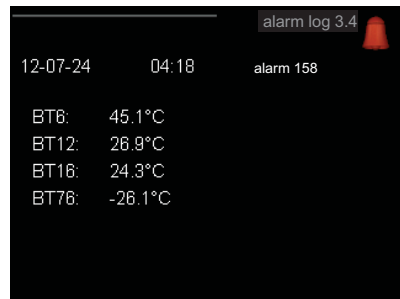 alarm log 3.4
12-07-24 04:18 alarm 158
BT6: 45.1°C
BT12: 26.9°C
BT16: 24.3°C
BT76: -26.1°C